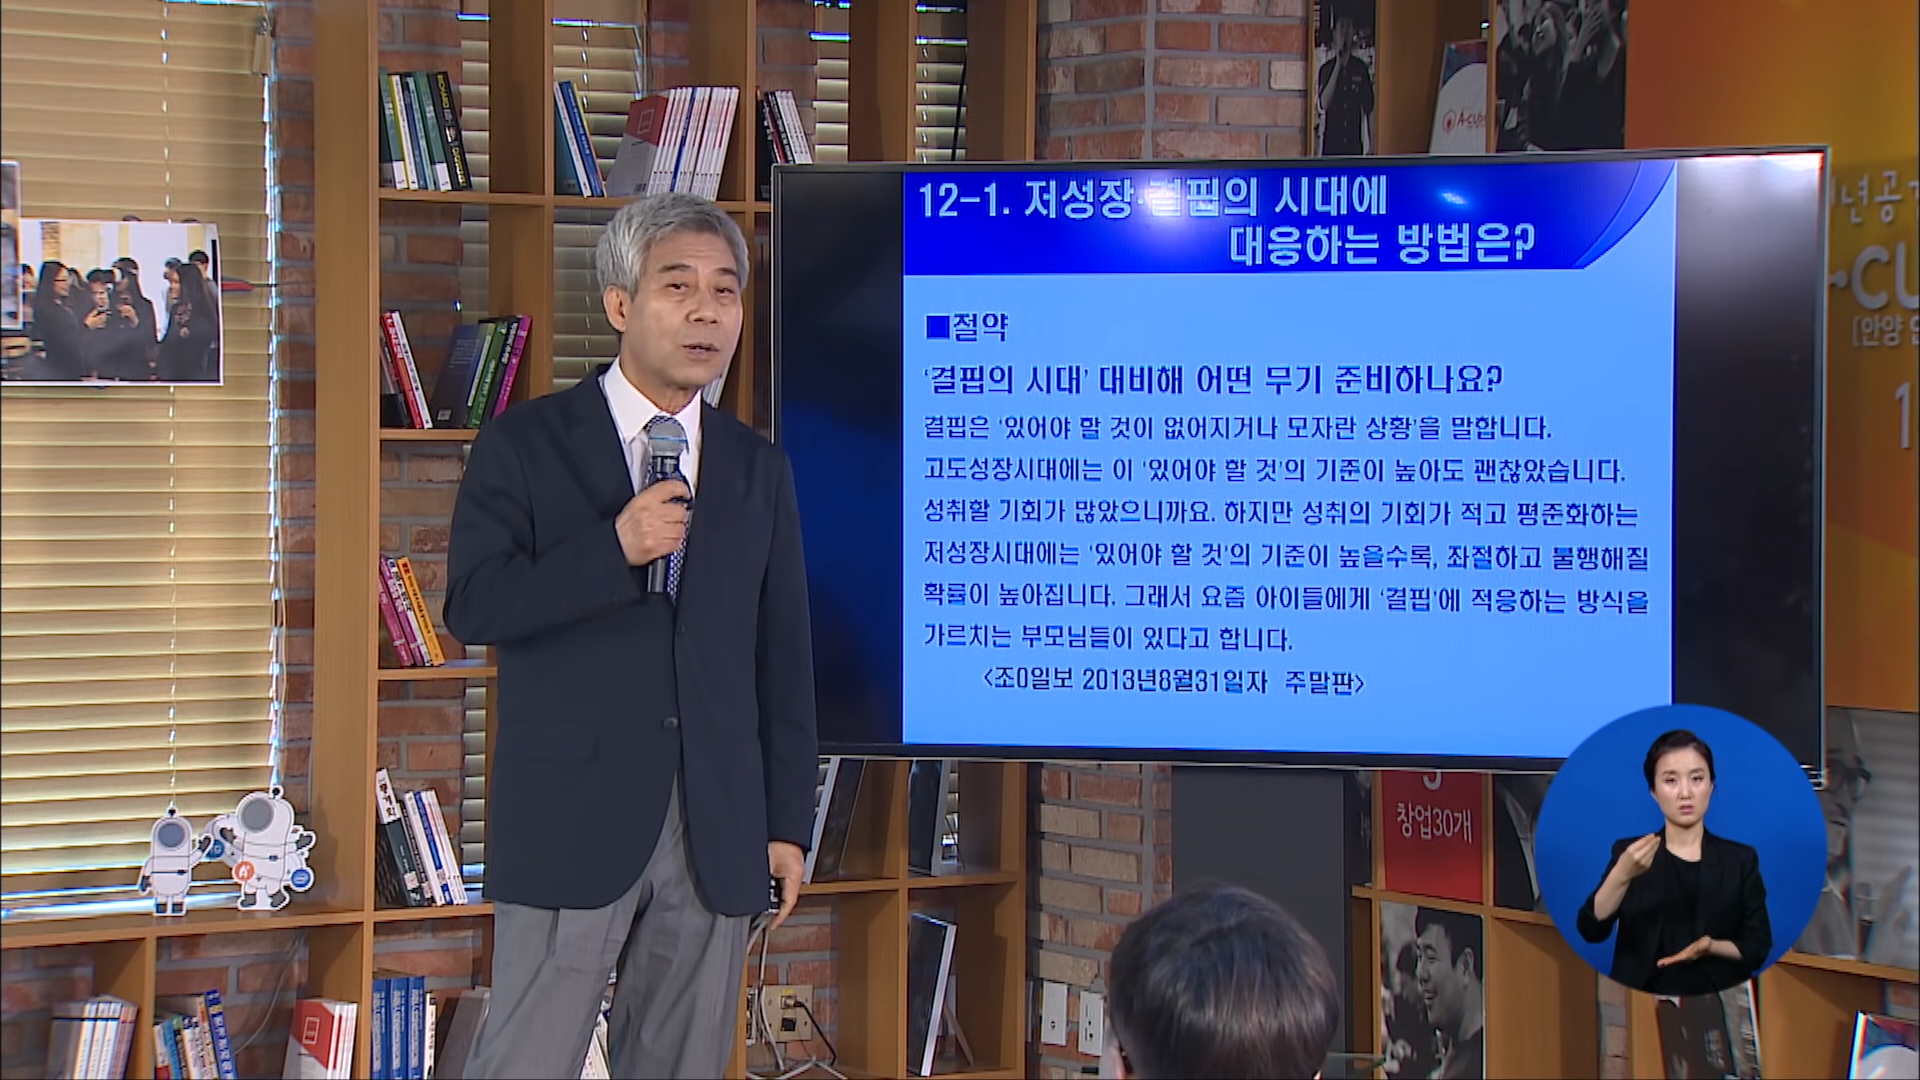 12-1. 저성장·결핍의 시대에
대응하는 방법은?
■절약
‘결핍의 시대’ 대비해 어떤 무기 준비하나요?
결핍은 ‘있어야 할 것이 없어지거나 모자란 상황’을 말합니다.
고도성장시대에는 이 ‘있어야 할 것’의 기준이 높아도 괜찮았습니다.
성취할 기회가 많았으니까요. 하지만 성취의 기회가 적고 평준화하는
저성장시대에는 ‘있어야 할 것’의 기준이 높을수록, 좌절하고 불행해질
확률이 높아집니다. 그래서 요즘 아이들에게 ‘결핍’에 적응하는 방식을
가르치는 부모님들이 있다고 합니다.
<조0일보 2013년8월31일자 주말판>
A-CUBE
년공
-CU
[안양
1
창업30개